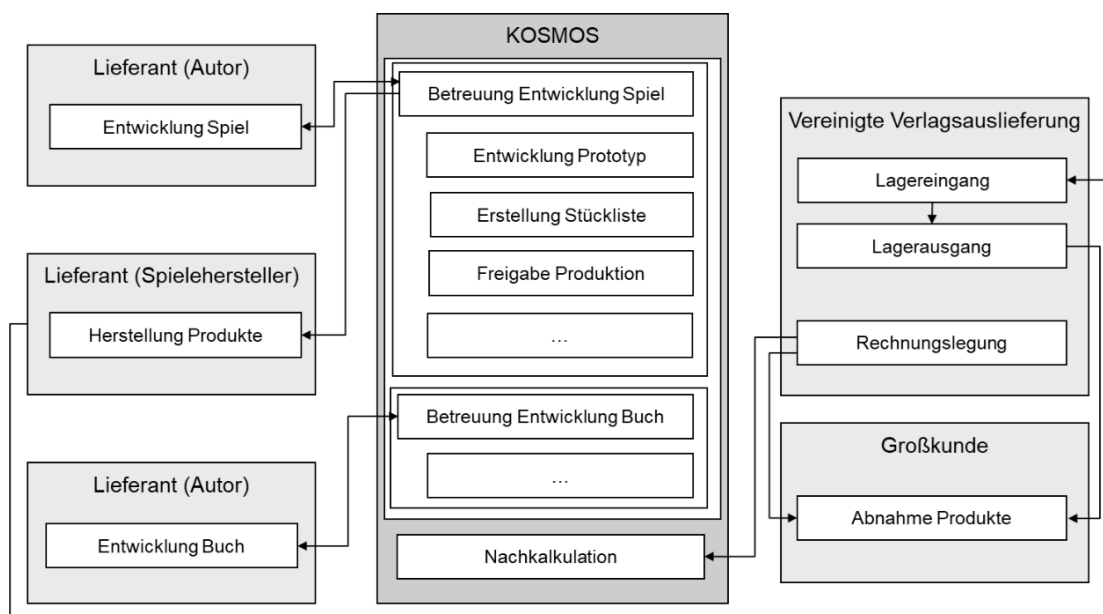 Lieferant (Autor)
Entwicklung Spiel
Lieferant (Spielehersteller)
Herstellung Produkte
Lieferant (Autor)
Entwicklung Buch
KOSMOS
Betreuung Entwicklung Spiel
Entwicklung Prototyp
Erstellung Stückliste
Freigabe Produktion
...
Betreuung Entwicklung Buch
...
Nachkalkulation
Vereinigte Verlagsauslieferung
Lagereingang
Lagerausgang
Rechnungslegung
Großkunde
Abnahme Produkte